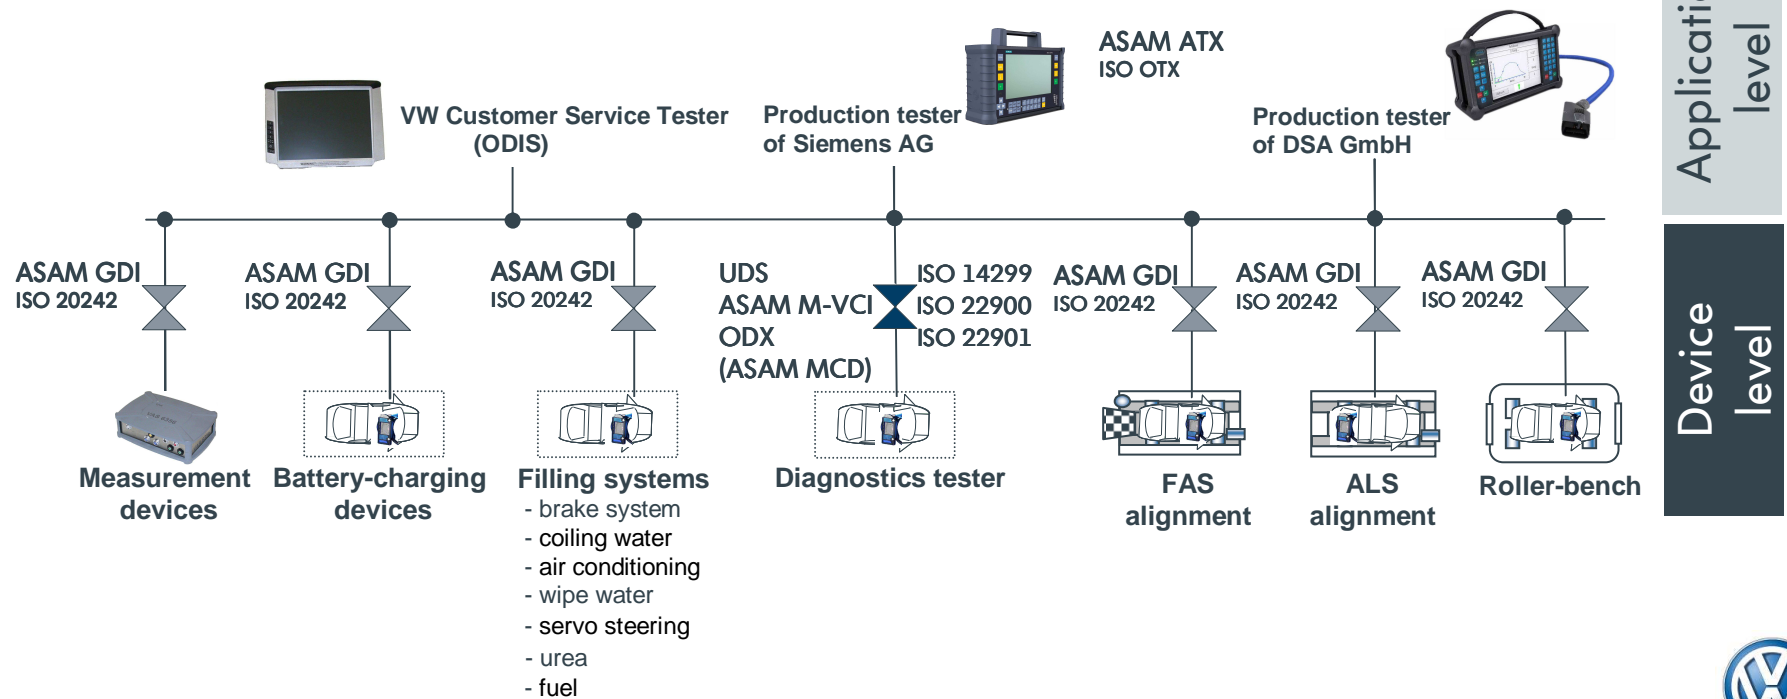 ASAM ATX
ISO OTX
VW Customer Service Tester
(ODIS)
Production tester
of Siemens AG
Production tester
of DSA GmbH
level
ASAM GDI
ISO 20242
ASAM GDI
ISO 20242
ASAM GDI
ISO 20242
UDS
ASAM M-VCI
ODX
(ASAM MCD)
ISO 14299
ISO 22900
ISO 22901
ASAM GDI
ISO 20242
ASAM GDI
ISO 20242
ASAM GDI
ISO 20242
Device
level
Measurement
devices
Battery-charging
devices
Filling systems
- brake system
- coiling water
- air conditioning
- wipe water
- servo steering
- urea
- fuel
Diagnostics tester
FAS
alignment
ALS
alignment
Roller-bench